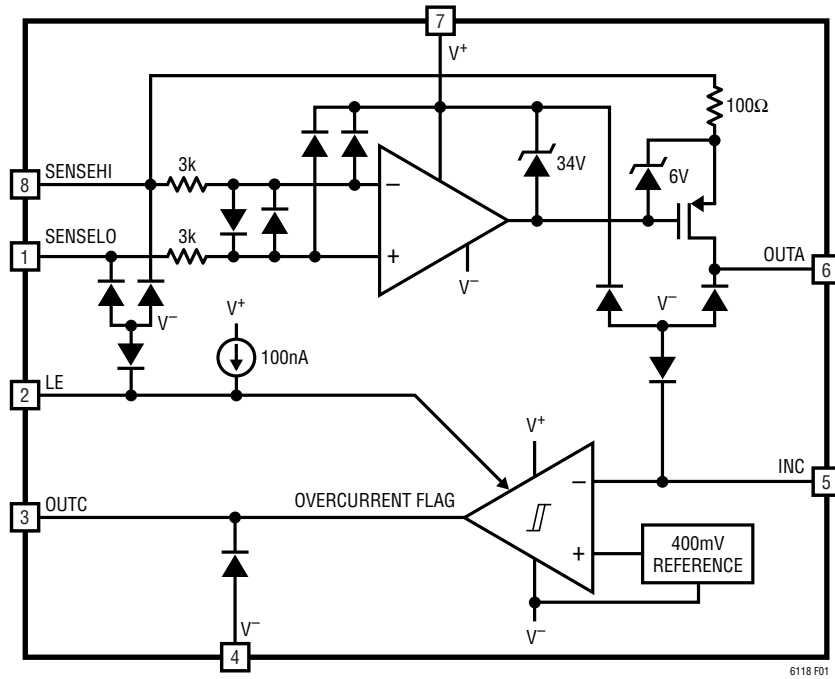 7
V+
100Ω
3k
34V
6V
8
SENSEHI
−
1
SENSELO
3k
+
V−
OUTA
6
V−
V−
V+
100nA
2
LE
V+
INC
5
−
3
OUTC
OVERCURRENT FLAG
+
400mV
REFERENCE
V−
V−
4
6118 F01